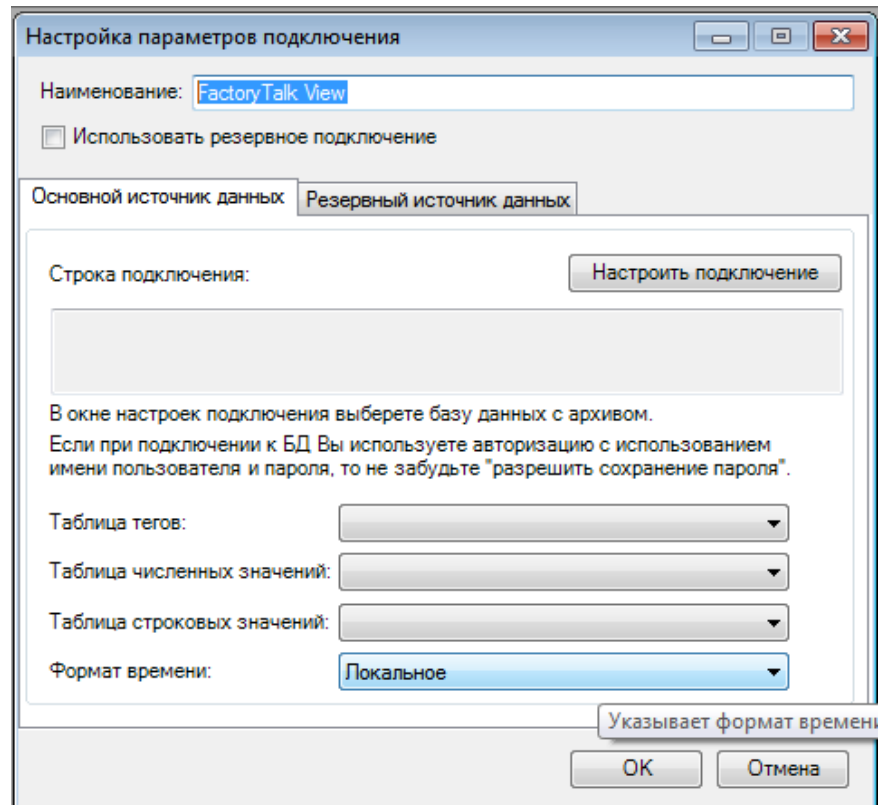 Настройка параметров подключения
Наименование: FactoryTalk View
Использовать резервное подключение
Основной источник данных Резервный источник данных
Строка подключения: Настроить подключение
В окне настроек подключения выберете базу данных с архивом.
Если при подключении к БД Вы используете авторизацию с использованием
имени пользователя и пароля, то не забудьте "разрешить сохранение пароля".
Таблица тегов:
Таблица численных значений:
Таблица строковых значений:
Формат времени: Локальное
Указывает формат времени
OK Отмена